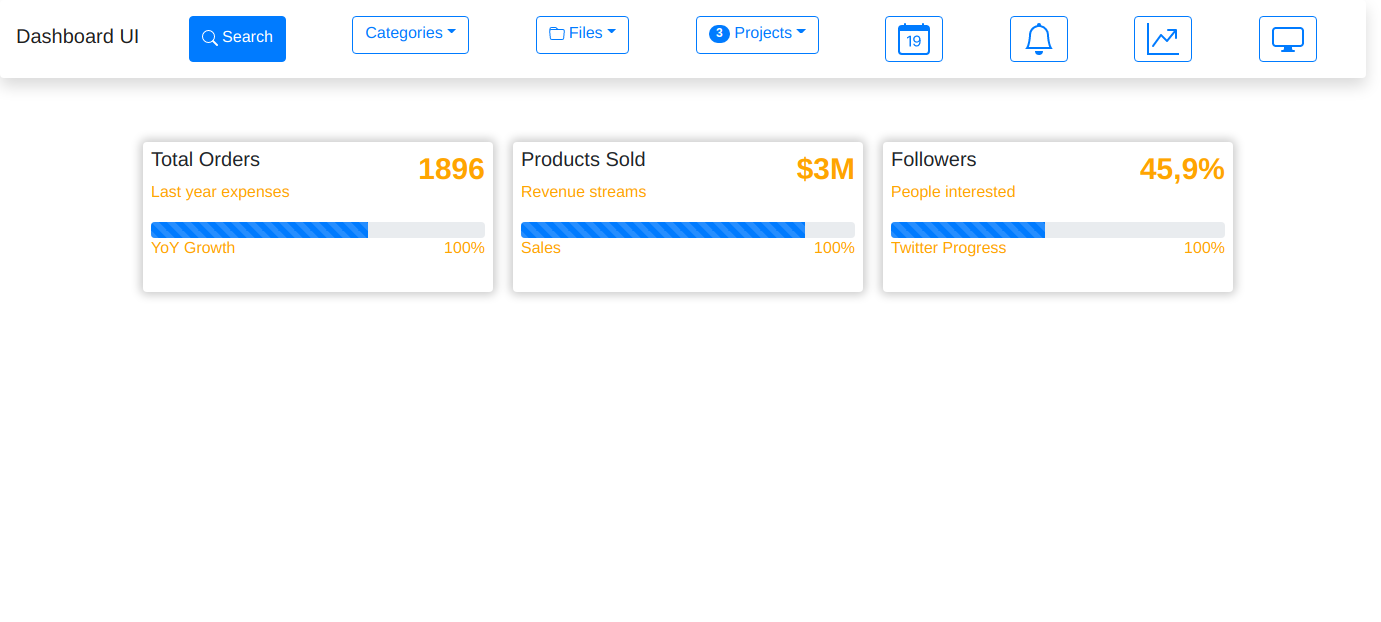 Dashboard UI Search Categories Files 3 Projects 19
Total Orders 1896
Last year expenses
YoY Growth 100%
Products Sold $3M
Revenue streams
Sales 100%
Followers 45,9%
People interested
Twitter Progress 100%